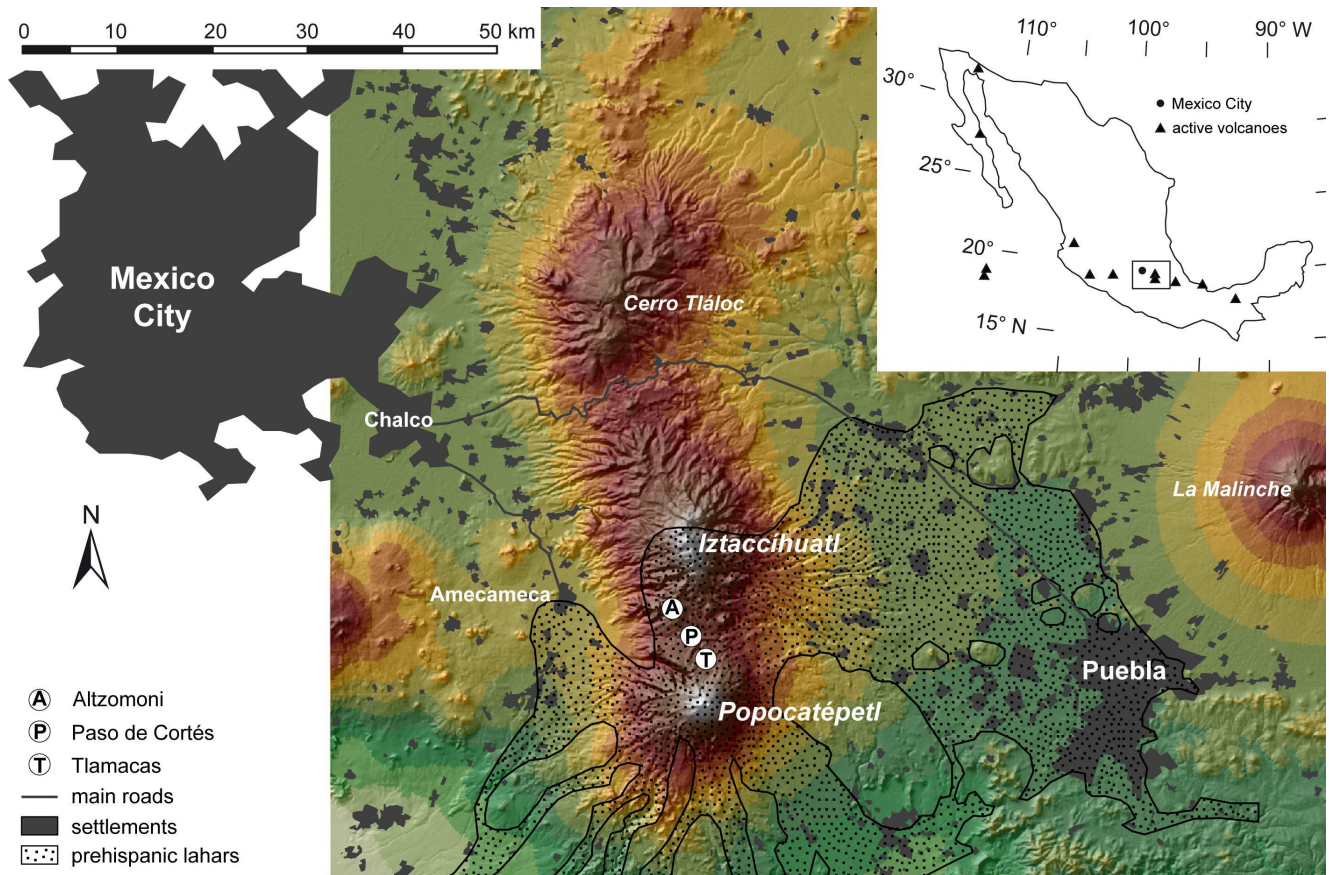 0 10 20 30 40 50 km
110° 100° 90° W
30°
25°
20°
15° N
Mexico City
active volcanoes
Mexico
City
Cerro Tláloc
Chalco
La Malinche
N
Iztaccíhuatl
Amecameca
A
P
T
Puebla
Popocatépetl
A Altzomoni
P Paso de Cortés
T Tlamacas
main roads
settlements
prehispanic lahars